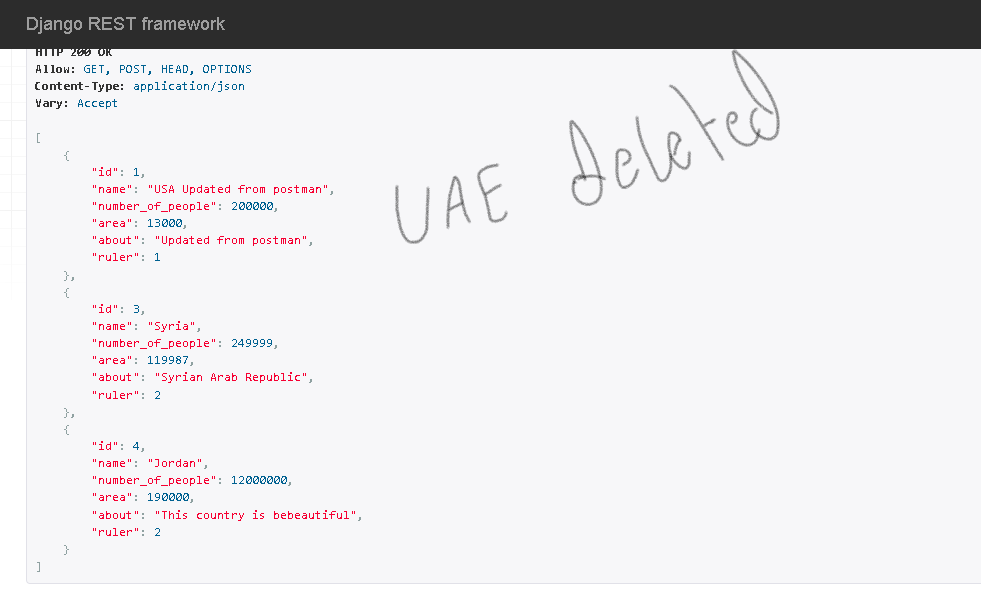 Django REST framework
HTTP 200 OK
Allow: GET, POST, HEAD, OPTIONS
Content-Type: application/json
Vary: Accept
[
{
"id": 1,
"name": "USA Updated from postman",
"number_of_people": 200000,
"area": 13000,
"about": "Updated from postman",
"ruler": 1
},
{
"id": 3,
"name": "Syria",
"number_of_people": 249999,
"area": 119987,
"about": "Syrian Arab Republic",
"ruler": 2
},
{
"id": 4,
"name": "Jordan",
"number_of_people": 12000000,
"area": 190000,
"about": "This country is bebeautiful",
"ruler": 2
}
]
UAE deleted